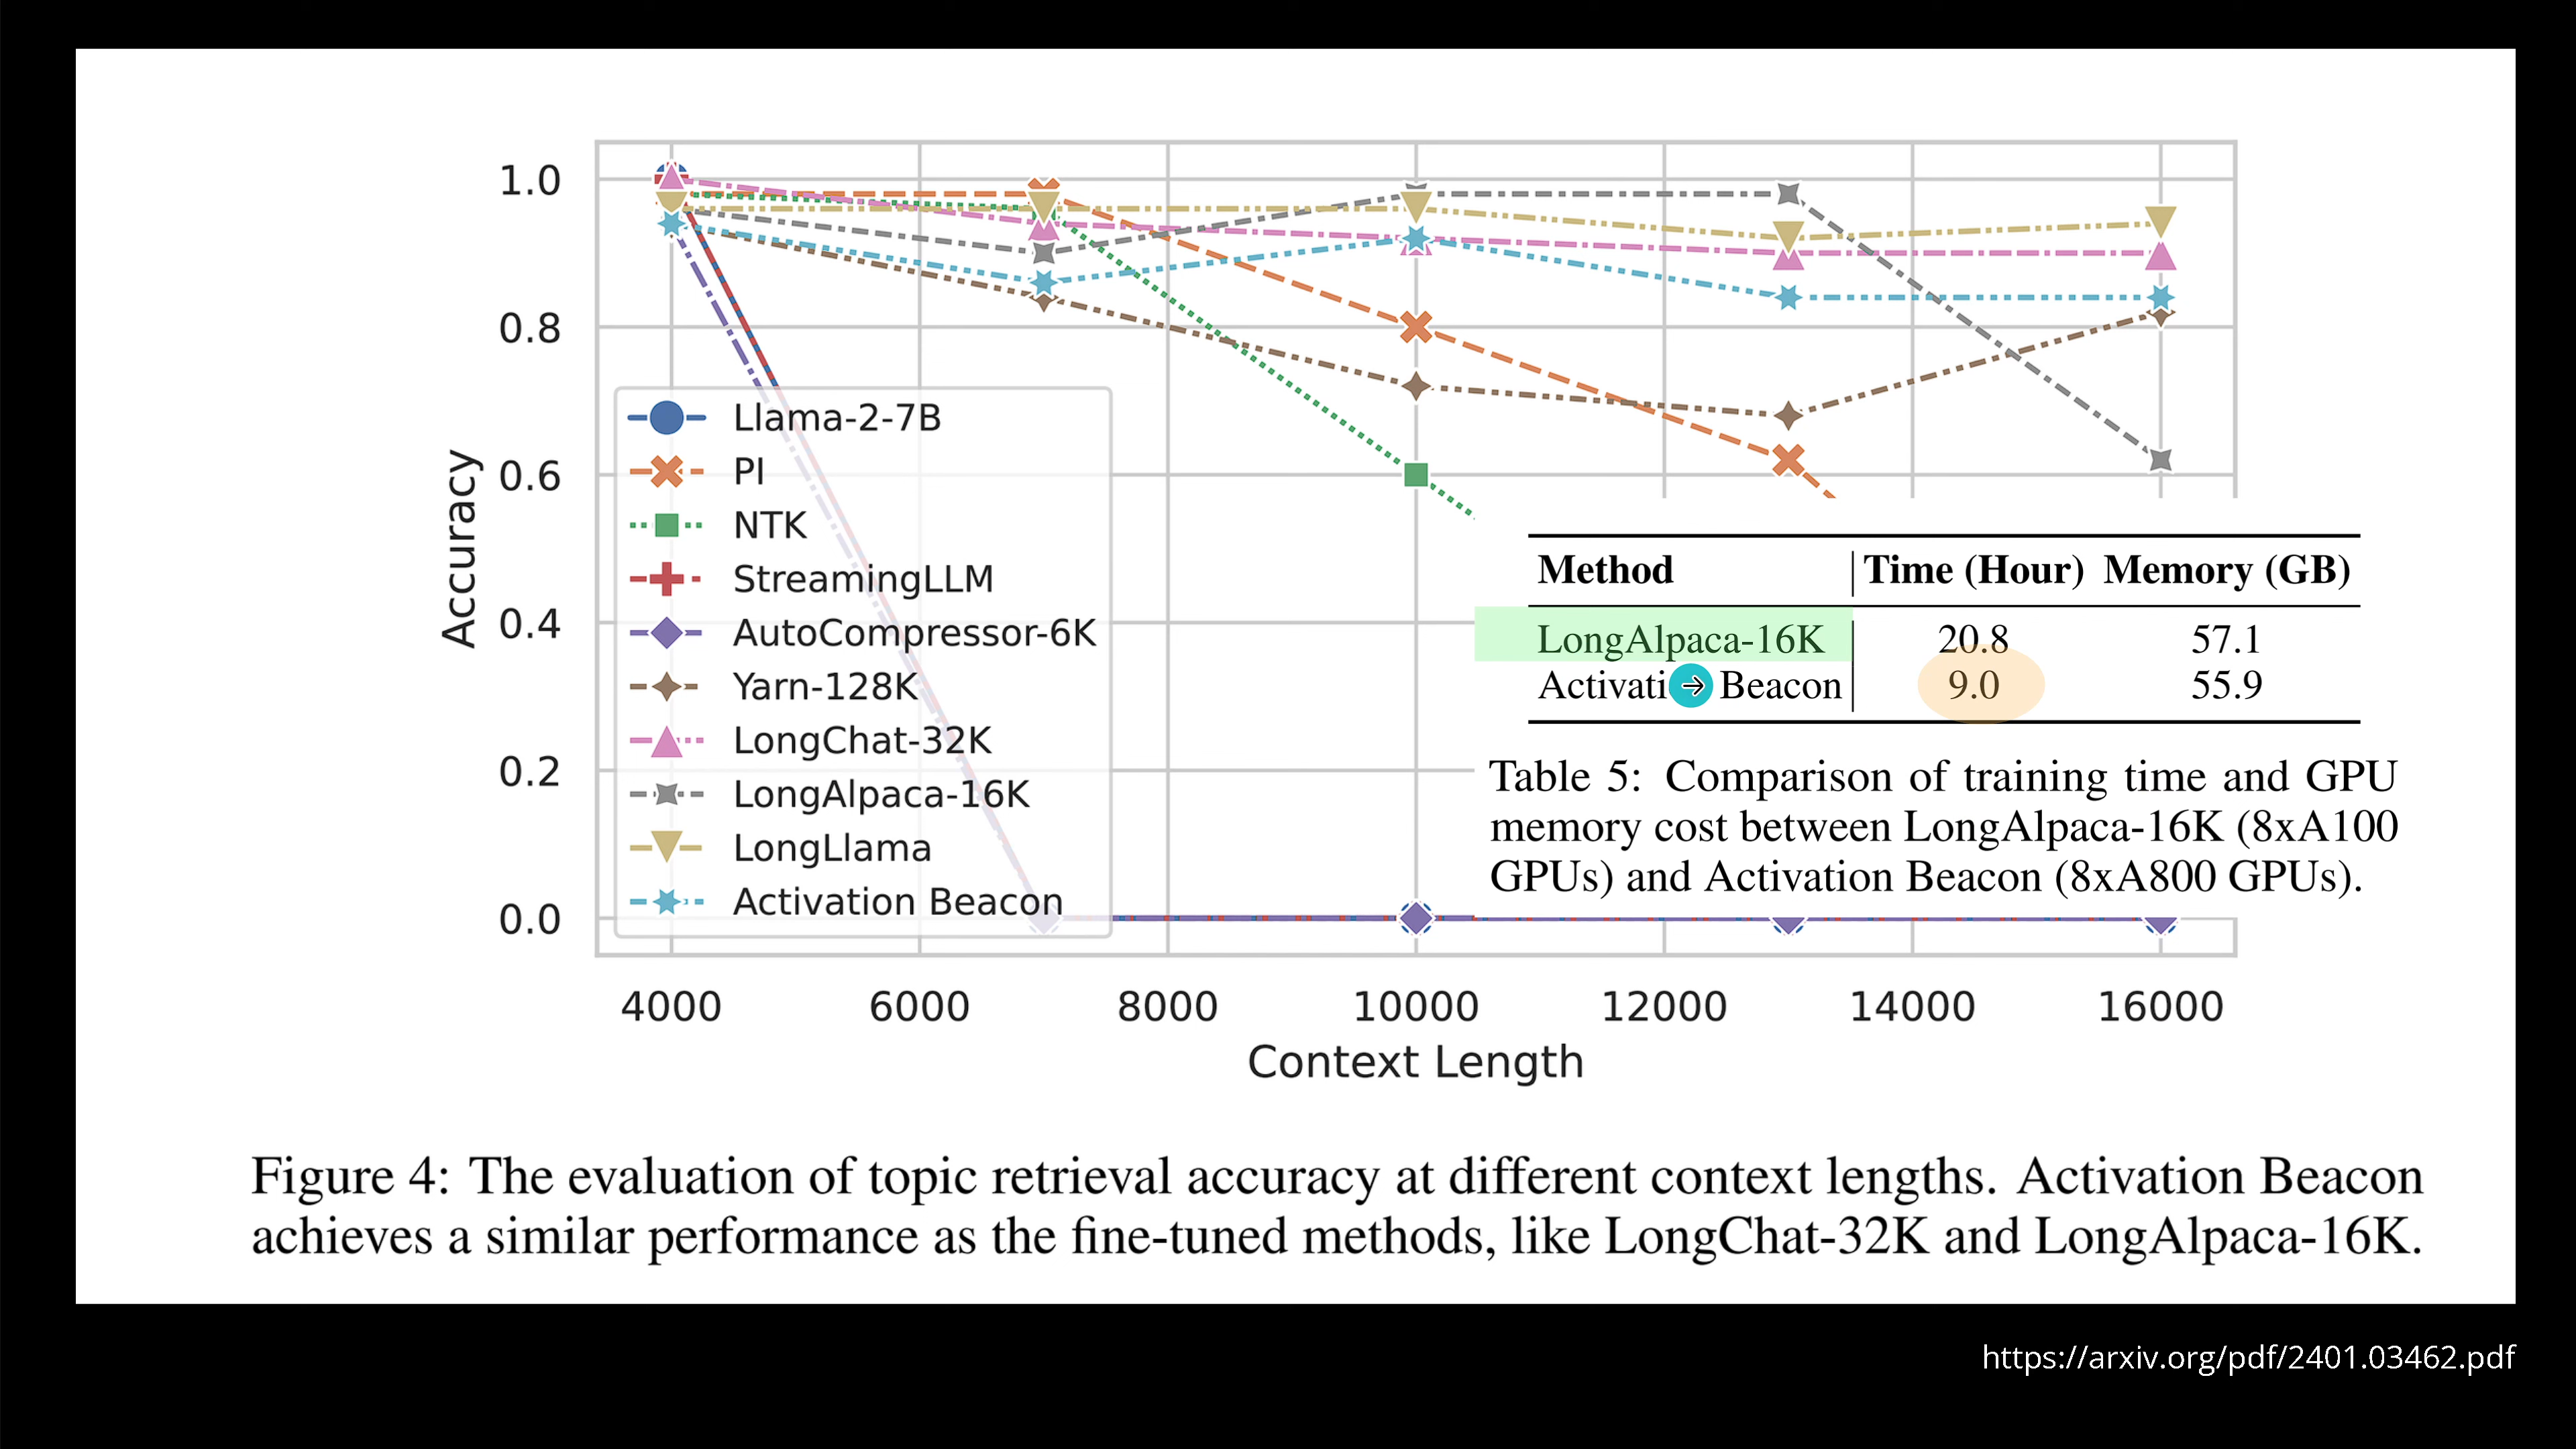 1.0
0.8
0.6
0.4
0.2
0.0
Accuracy
Llama-2-7B
PI
NTK
StreamingLLM
AutoCompressor-6K
Yarn-128K
LongChat-32K
LongAlpaca-16K
LongLlama
Activation Beacon
Method Time (Hour) Memory (GB)
LongAlpaca-16K 20.8 57.1
Activati Beacon 9.0 55.9
Table 5: Comparison of training time and GPU
memory cost between LongAlpaca-16K (8xA100
GPUs) and Activation Beacon (8xA800 GPUs).
4000 6000 8000 10000 12000 14000 16000
Context Length
Figure 4: The evaluation of topic retrieval accuracy at different context lengths. Activation Beacon
achieves a similar performance as the fine-tuned methods, like LongChat-32K and LongAlpaca-16K.
https://arxiv.org/pdf/2401.03462.pdf